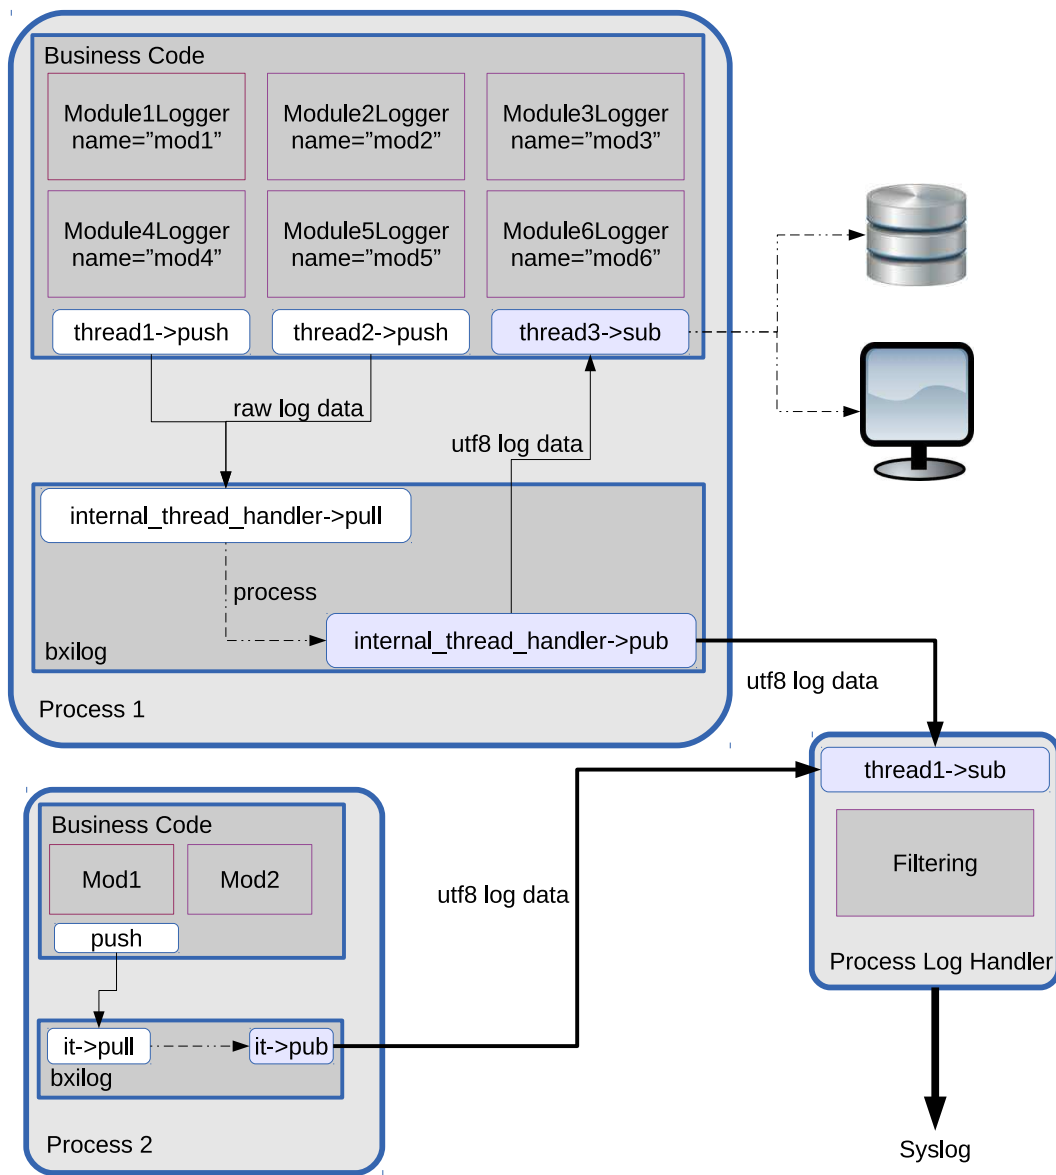 Business Code
Module1Logger
name=”mod1”
Module2Logger
name=”mod2”
Module3Logger
name=”mod3”
Module4Logger
name=”mod4”
Module5Logger
name=”mod5”
Module6Logger
name=”mod6”
thread1->push
thread2->push
thread3->sub
raw log data
utf8 log data
internal_thread_handler->pull
process
internal_thread_handler->pub
bxilog
Process 1
utf8 log data
thread1->sub
Filtering
Process Log Handler
Syslog
Business Code
Mod1
Mod2
push
utf8 log data
it->pull
it->pub
bxilog
Process 2